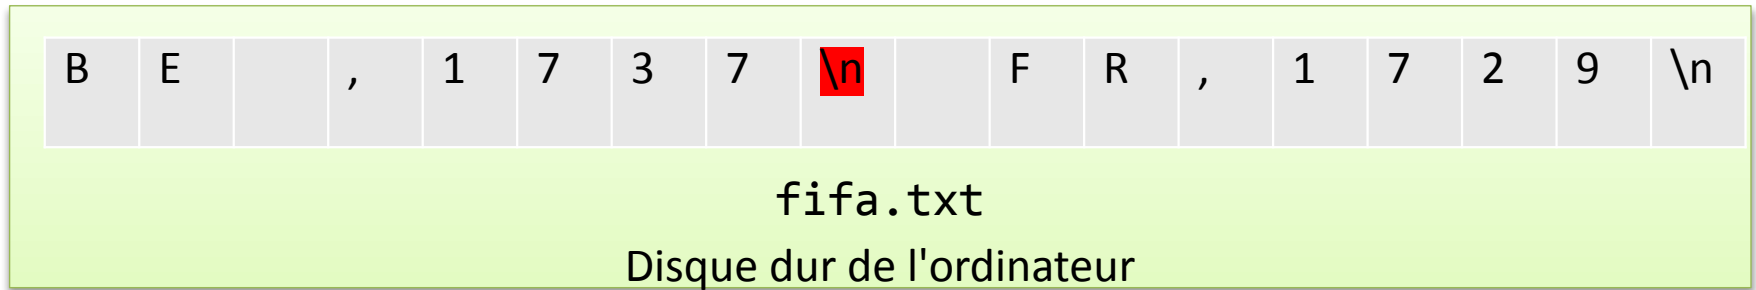 B E , 1 7 3 7 \n F R , 1 7 2 9 \n
fifa.txt
Disque dur de l'ordinateur